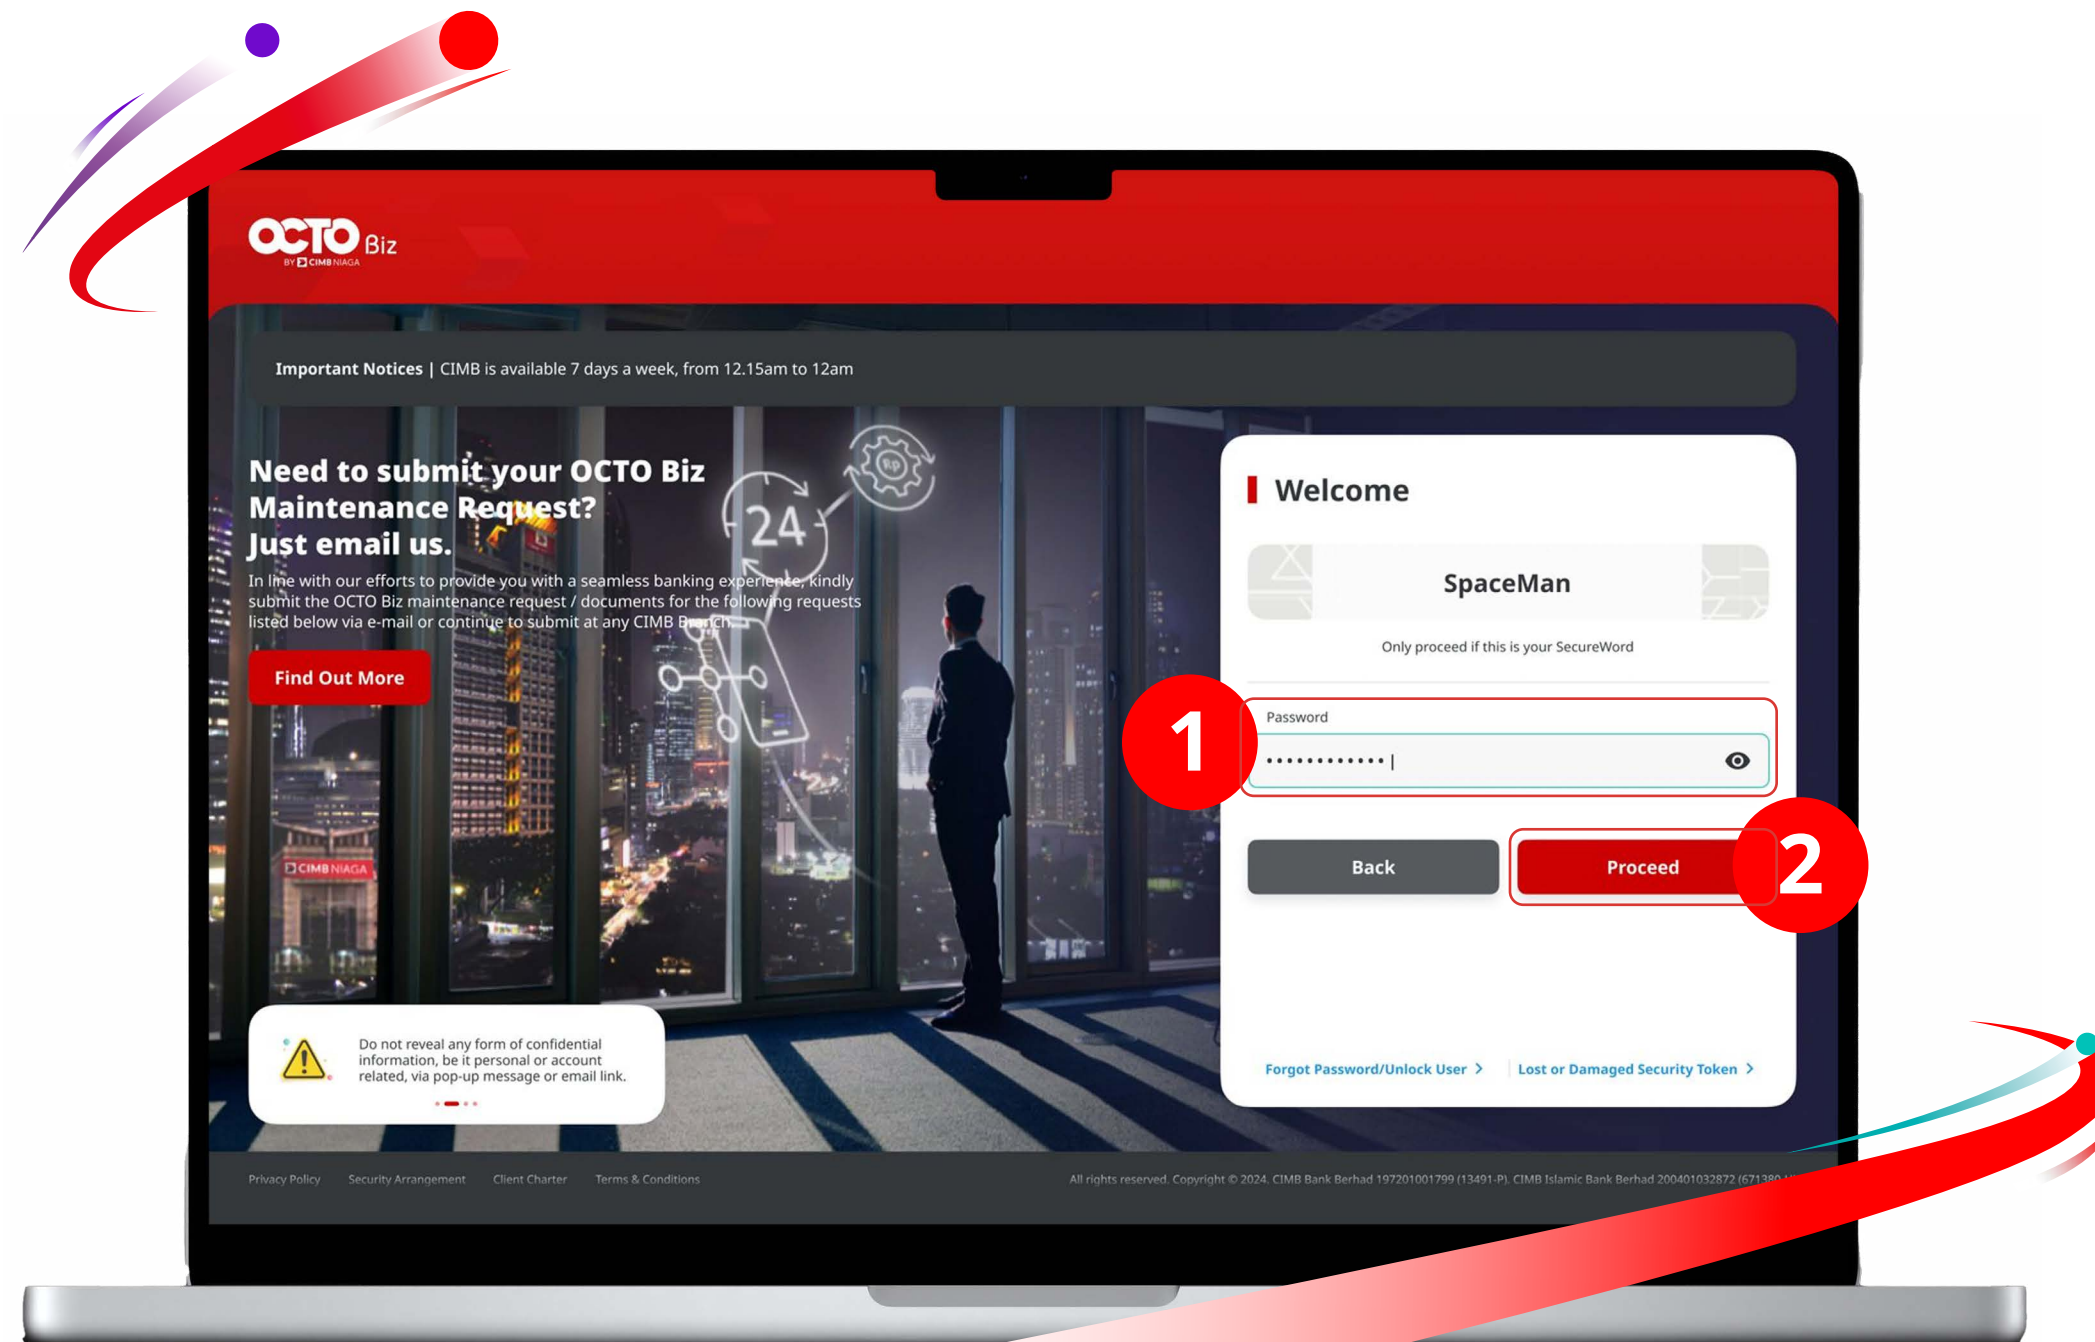 OCTO Biz
BY CIMB NIAGA
Important Notices | CIMB is available 7 days a week, from 12.15am to 12am
Need to submit your OCTO Biz
Maintenance Request?
Just email us.
In line with our efforts to provide you with a seamless banking experience, kindly
submit the OCTO Biz maintenance request / documents for the following requests
listed below via e-mail or continue to submit at any CIMB Branch.
Find Out More
24
Rp
CIMB NIAGA
Do not reveal any form of confidential
information, be it personal or account
related, via pop-up message or email link.
Welcome
SpaceMan
Only proceed if this is your SecureWord
1
Password
••••••••••••|
Back
Proceed
2
Forgot Password/Unlock User >
Lost or Damaged Security Token >
Privacy Policy
Security Arrangement
Client Charter
Terms & Conditions
All rights reserved. Copyright © 2024. CIMB Bank Berhad 197201001799 (13491-P). CIMB Islamic Bank Berhad 200401032872